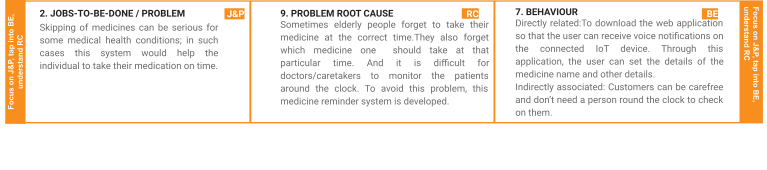 Focus on J&P, tap into BE,
understand RC
2. JOBS-TO-BE-DONE / PROBLEM
J&P
Skipping of medicines can be serious for
some medical health conditions; in such
cases this system would help the
individual to take their medication on time.
9. PROBLEM ROOT CAUSE
RC
Sometimes elderly people forget to take their
medicine at the correct time.They also forget
which medicine one should take at that
particular time. And it is difficult for
doctors/caretakers to monitor the patients
around the clock. To avoid this problem, this
medicine reminder system is developed.
7. BEHAVIOUR
BE
Directly related:To download the web application
so that the user can receive voice notifications on
the connected IoT device. Through this
application, the user can set the details of the
medicine name and other details.
Indirectly associated: Customers can be carefree
and don't need a person round the clock to check
on them.
Focus on J&P, tap into BE,
understand RC